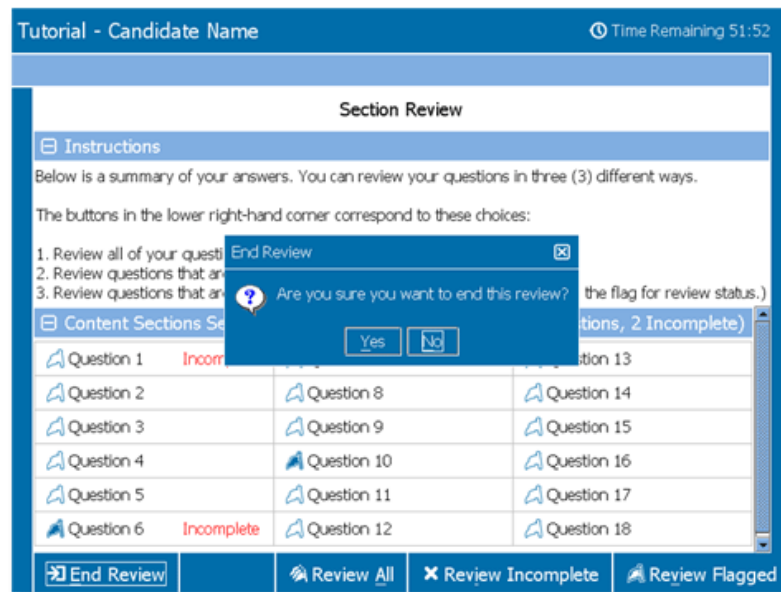 Tutorial - Candidate Name
Time Remaining 51:52
Section Review
Instructions
Below is a summary of your answers. You can review your questions in three (3) different ways.
The buttons in the lower right-hand corner correspond to these choices:
1. Review all of your questi
2. Review questions that ar
3. Review questions that ar the flag for review status.)
End Review
Are you sure you want to end this review?
Yes No
Content Sections Se tions, 2 Incomplete)
Question 1 Incom stion 13
Question 2 Question 8 Question 14
Question 3 Question 9 Question 15
Question 4 Question 10 Question 16
Question 5 Question 11 Question 17
Question 6 Incomplete Question 12 Question 18
End Review Review All Review Incomplete Review Flagged